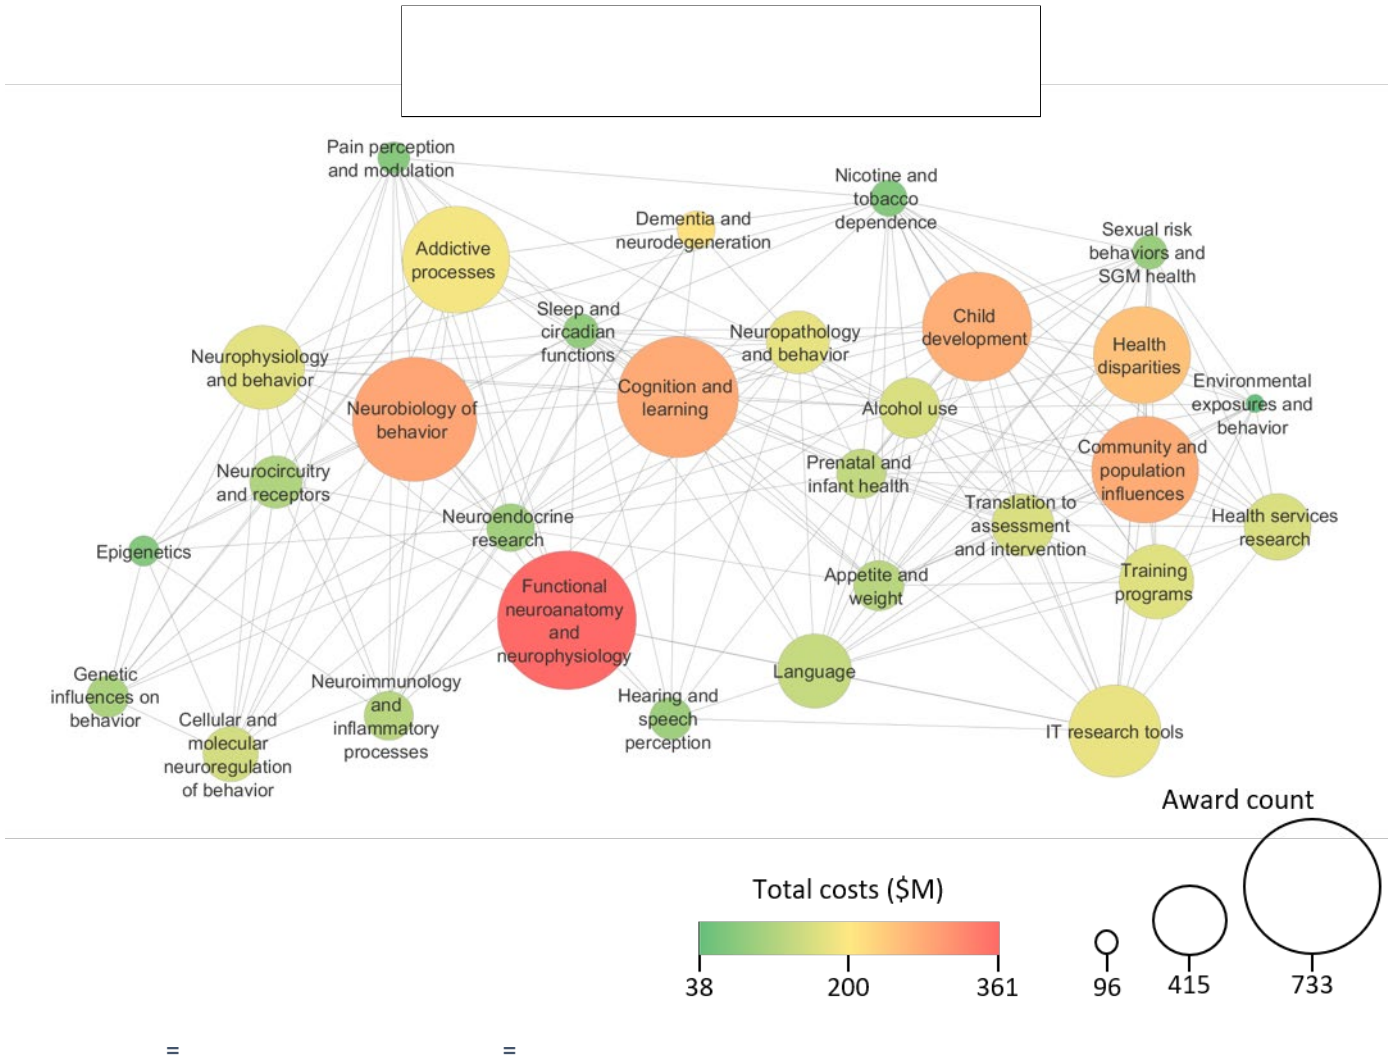 Pain perception
and modulation
Nicotine and
tobacco
dependence
Dementia and
neurodegeneration
Sexual risk
behaviors and
SGM health
Addictive
processes
Sleep and
circadian
functions
Child
development
Neuropathology
and behavior
Health
disparities
Neurophysiology
and behavior
Cognition and
learning
Environmental
exposures and
behavior
Neurobiology of
behavior
Alcohol use
Community and
population
influences
Prenatal and
infant health
Neurocircuitry
and receptors
Translation to
assessment
and intervention
Neuroendocrine
research
Health services
research
Epigenetics
Functional
neuroanatomy
and
neurophysiology
Appetite and
weight
Training
programs
Language
Genetic
influences on
behavior
Neuroimmunology
and
inflammatory
processes
Hearing and
speech
perception
Cellular and
molecular
neuroregulation
of behavior
IT research tools
Award count
Total costs ($M)
38 200 361
96 415 733
= =